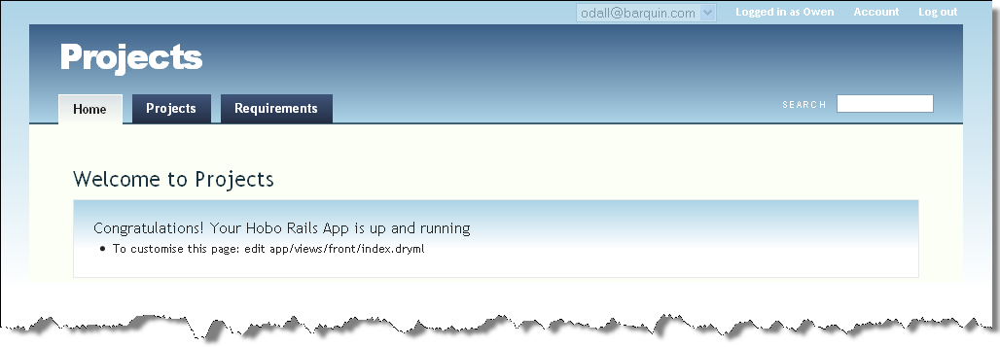 odall@barquin.com Logged in as Owen Account Log out
Projects
Home Projects Requirements SEARCH
Welcome to Projects
Congratulations! Your Hobo Rails App is up and running
• To customise this page: edit app/views/front/index.dryml